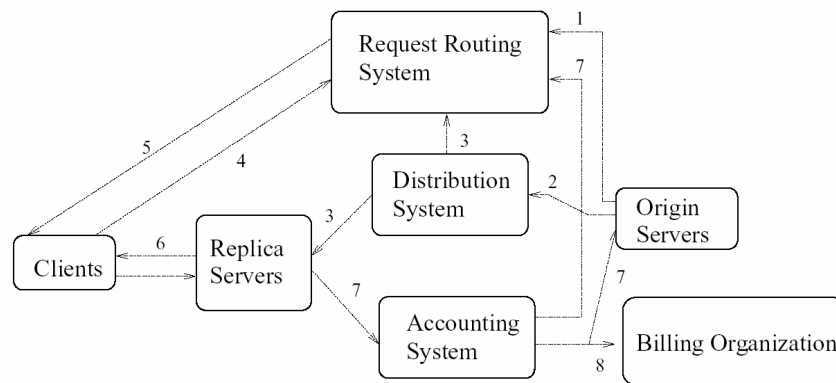 1
Request Routing
System
7
5
4
3
Distribution
System
2
Origin
Servers
3
Replica
Servers
6
Clients
7
7
Accounting
System
8
Billing Organization